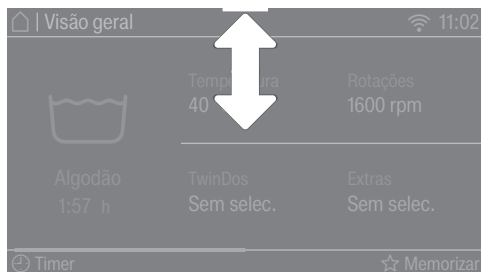 | Visão geral 11:02
Rotações
40 1600 rpm
Algodão TwinDos Extras
1:57 h Sem selec. Sem selec.
Timer Memorizar